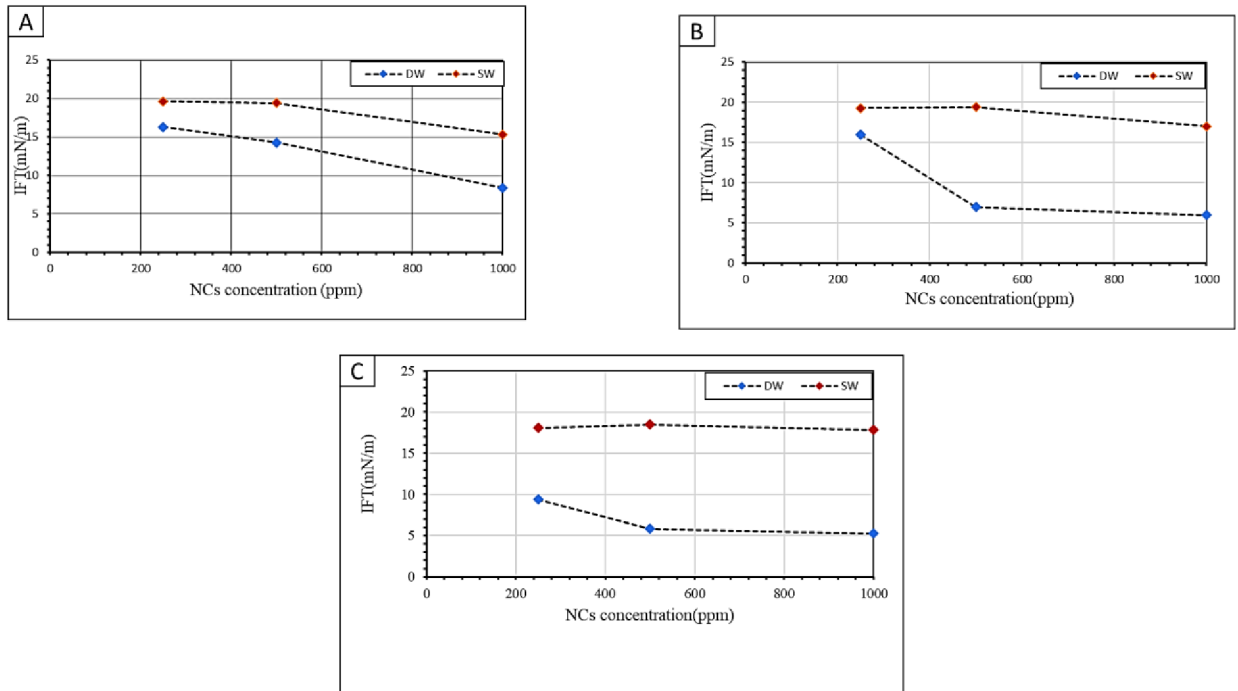 A
DW SW
25
20
15
10
5
0
IFT(mN/m)
0 200 400 600 800 1000
NCs concentration (ppm)
B
DW SW
25
20
15
10
5
0
IFT(mN/m)
0 200 400 600 800 1000
NCs concentration(ppm)
C
DW SW
25
20
15
10
5
0
IFT(mN/m)
0 200 400 600 800 1000
NCs concentration(ppm)